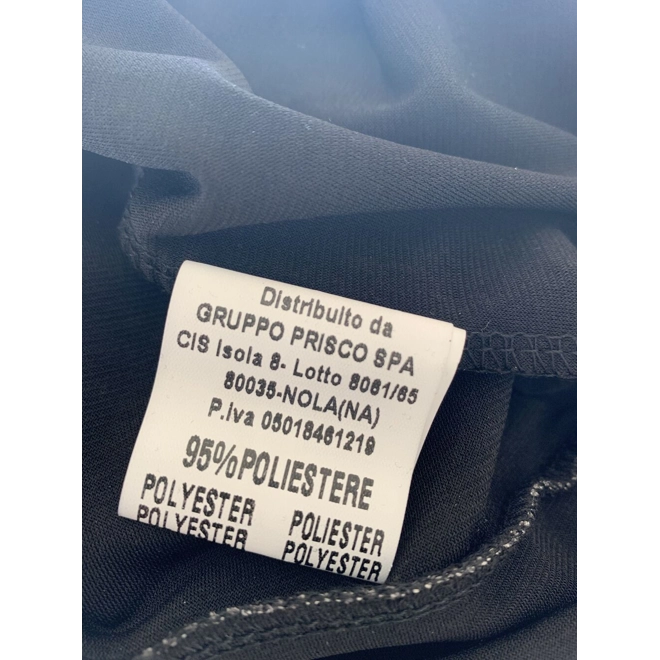 Distribuito da
GRUPPO PRISCO SPA
CIS Isola 8- Lotto 8061/65
80035-NOLA(NA)
P.iva 05018461219
95%POLIESTERE
POLYESTER POLIESTER
POLYESTER POLYESTER